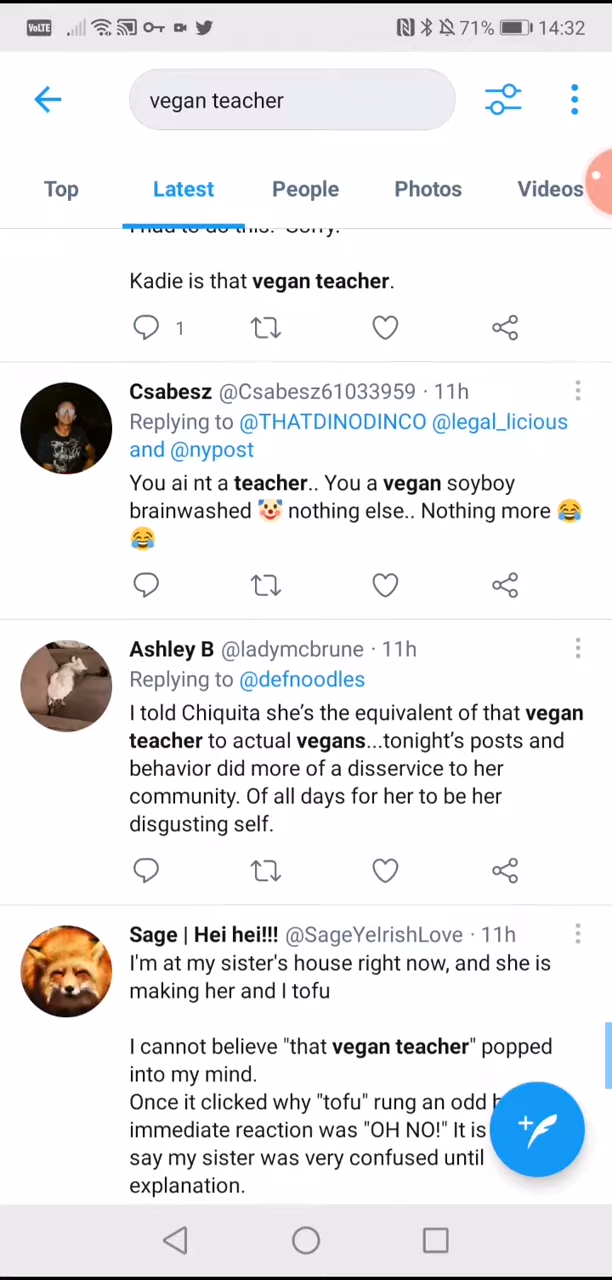 VoLTE 71% 14:32
vegan teacher
Top Latest People Photos Videos
I had to do this. Sorry.
Kadie is that vegan teacher.
1
Csabesz @Csabesz61033959 · 11h
Replying to @THATDINODINCO @legal_licious
and @nypost
You ai nt a teacher.. You a vegan soyboy
brainwashed 🤡 nothing else.. Nothing more 😂
😂
Ashley B @ladymcbrune · 11h
Replying to @defnoodles
I told Chiquita she's the equivalent of that vegan
teacher to actual vegans...tonight's posts and
behavior did more of a disservice to her
community. Of all days for her to be her
disgusting self.
Sage | Hei hei!!! @SageYeIrishLove · 11h
I'm at my sister's house right now, and she is
making her and I tofu
I cannot believe "that vegan teacher" popped
into my mind.
Once it clicked why "tofu" rung an odd
immediate reaction was "OH NO!" It is
say my sister was very confused until
explanation.